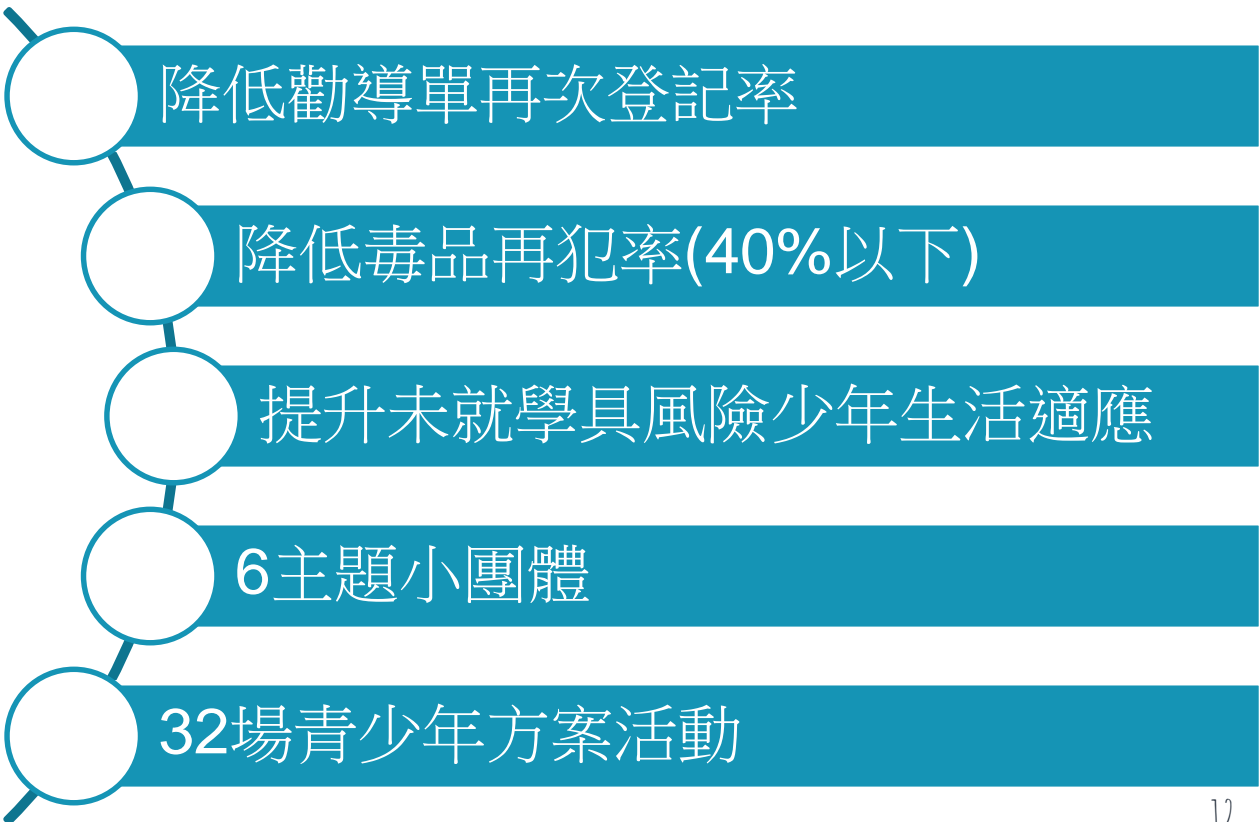 降低勸導單再次登記率
降低毒品再犯率(40%以下)
提升未就學具風險少年生活適應
6主題小團體
32場青少年方案活動
12